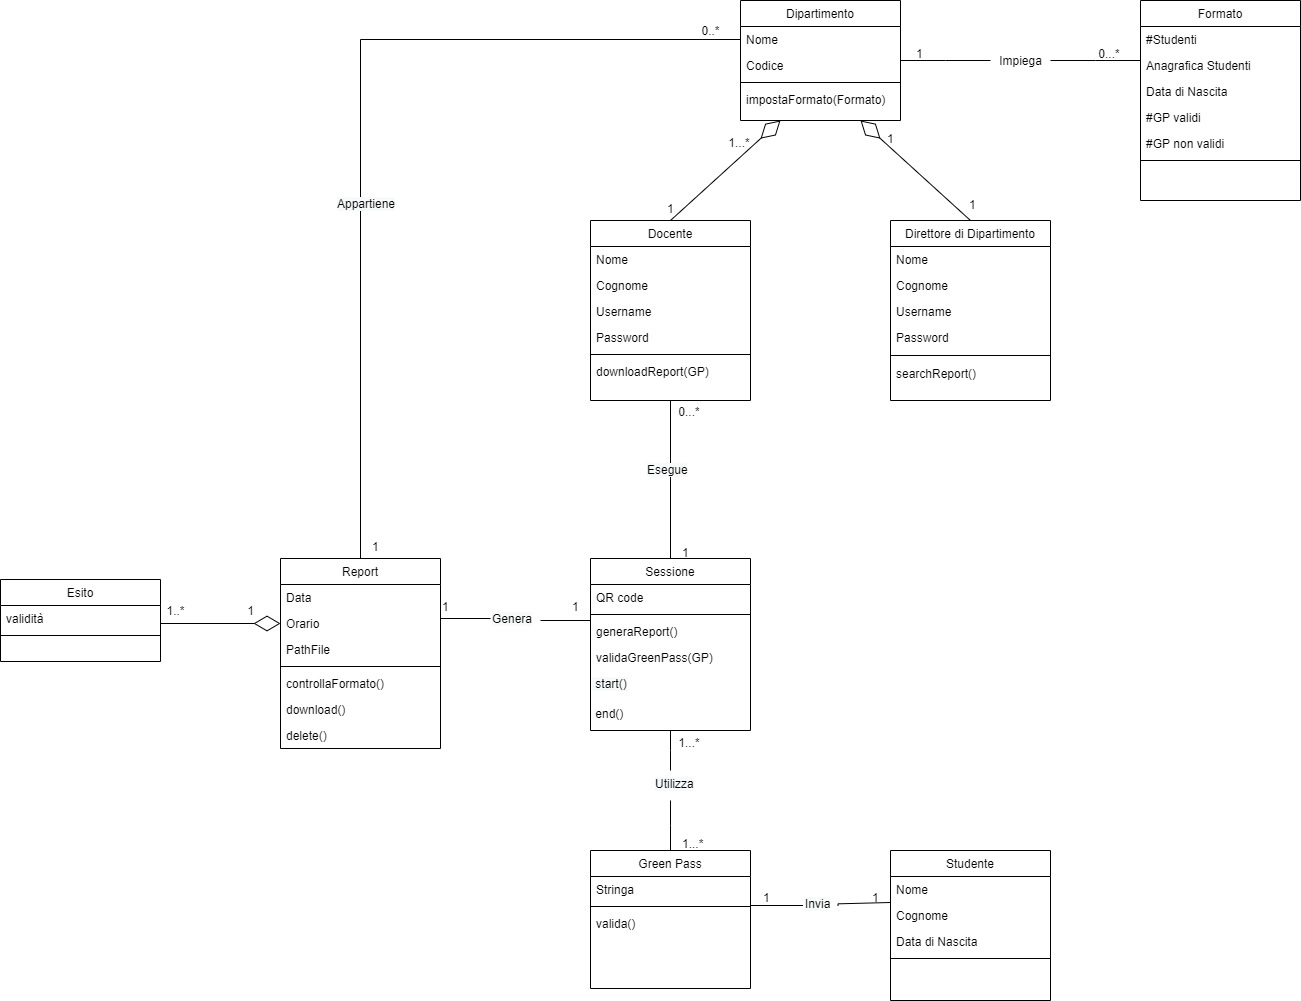 Dipartimento
Nome
Codice
impostaFormato(Formato)
0..*
1
Impiega
0...*
Formato
#Studenti
Anagrafica Studenti
Data di Nascita
#GP validi
#GP non validi
1...*
1
1
1
Appartiene
Docente
Nome
Cognome
Username
Password
downloadReport(GP)
Direttore di Dipartimento
Nome
Cognome
Username
Password
searchReport()
0...*
Esegue
1
1
Esito
validità
1..*
1
Report
Data
Orario
PathFile
controllaFormato()
download()
delete()
1
Genera
1
Sessione
QR code
generaReport()
validaGreenPass(GP)
start()
end()
1...*
Utilizza
1...*
Green Pass
Stringa
valida()
1
Invia
1
Studente
Nome
Cognome
Data di Nascita